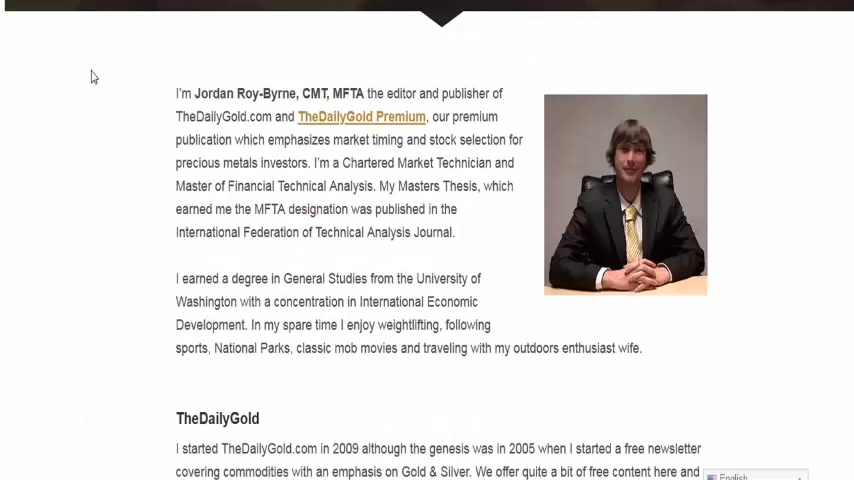 I'm Jordan Roy-Byrne, CMT, MFTA the editor and publisher of
TheDailyGold.com and TheDailyGold Premium, our premium
publication which emphasizes market timing and stock selection for
precious metals investors. I'm a Chartered Market Technician and
Master of Financial Technical Analysis. My Masters Thesis, which
earned me the MFTA designation was published in the
International Federation of Technical Analysis Journal.
I earned a degree in General Studies from the University of
Washington with a concentration in International Economic
Development. In my spare time I enjoy weightlifting, following
sports, National Parks, classic mob movies and traveling with my outdoors enthusiast wife.
TheDailyGold
I started TheDailyGold.com in 2009 although the genesis was in 2005 when I started a free newsletter
covering commodities with an emphasis on Gold & Silver. We offer quite a bit of free content here and
English